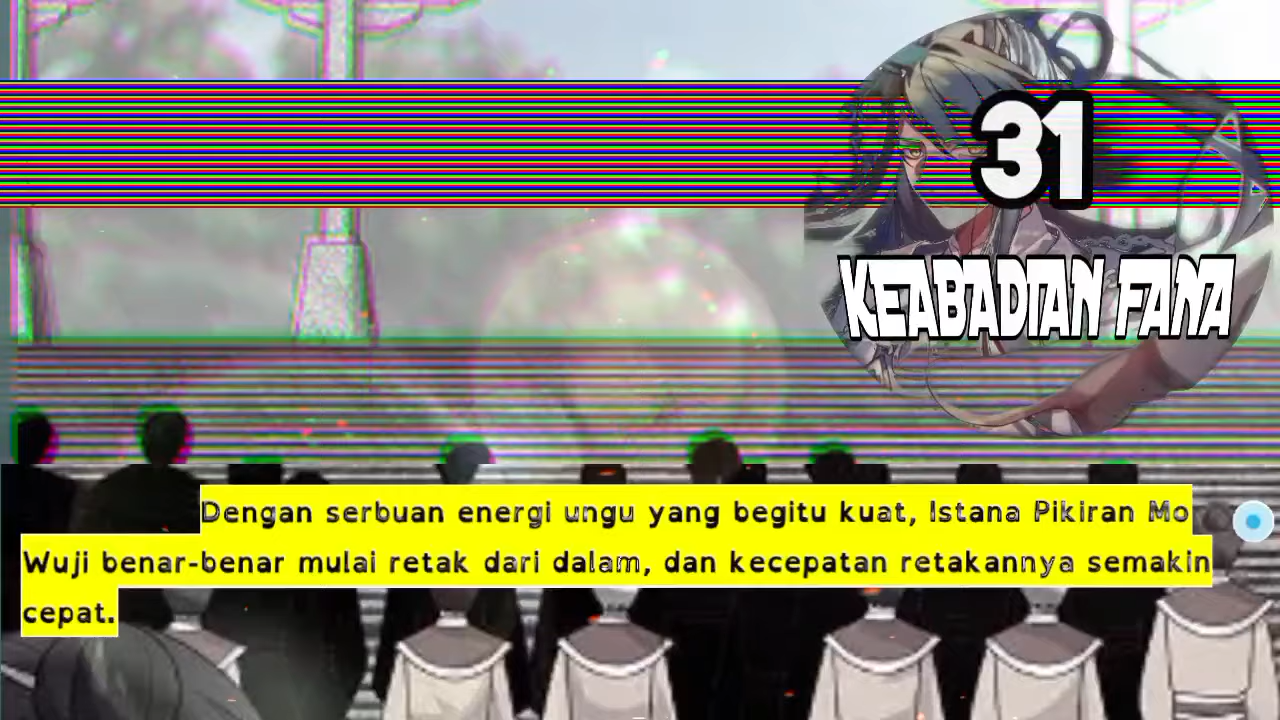 31
KEABADIAN FANA
Dengan serbuan energi ungu yang begitu kuat, Istana Pikiran Mo
Wuji benar-benar mulai retak dari dalam, dan kecepatan retakannya semakin
cepat.